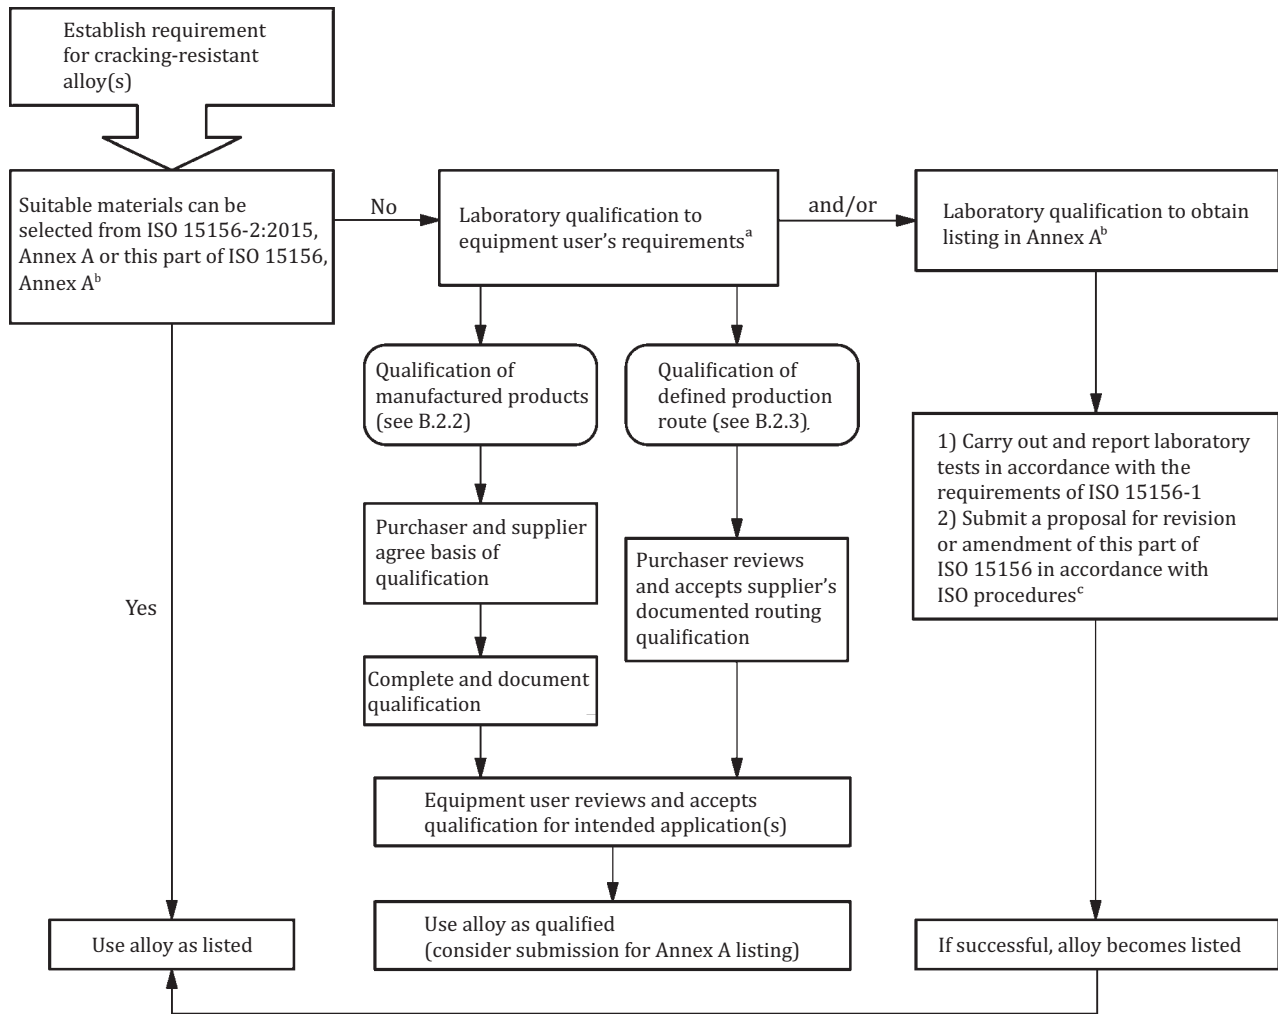 Establish requirement
for cracking-resistant
alloy(s)
Suitable materials can be
selected from ISO 15156-2:2015,
Annex A or this part of ISO 15156,
Annex Aᵇ
No
Laboratory qualification to
equipment user’s requirementsᵃ
and/or
Laboratory qualification to obtain
listing in Annex Aᵇ
Qualification of
manufactured products
(see B.2.2)
Qualification of
defined production
route (see B.2.3).
1) Carry out and report laboratory
tests in accordance with the
requirements of ISO 15156-1
2) Submit a proposal for revision
or amendment of this part of
ISO 15156 in accordance with
ISO proceduresᶜ
Purchaser and supplier
agree basis of
qualification
Purchaser reviews
and accepts supplier’s
documented routing
qualification
Yes
Complete and document
qualification
Equipment user reviews and accepts
qualification for intended application(s)
Use alloy as listed
Use alloy as qualified
(consider submission for Annex A listing)
If successful, alloy becomes listed